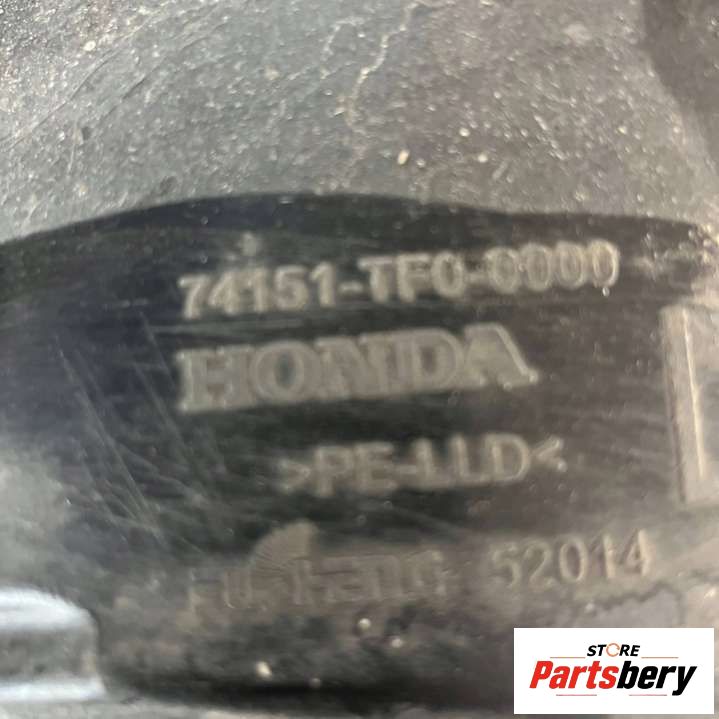 74151-TF0-0000
HONDA
>PE-LLD<
52014
STORE
Partsbery